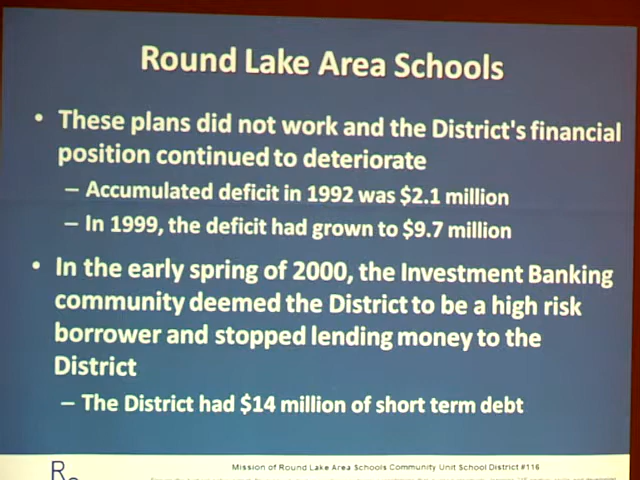 Round Lake Area Schools
• These plans did not work and the District's financial
position continued to deteriorate
– Accumulated deficit in 1992 was $2.1 million
– In 1999, the deficit had grown to $9.7 million
• In the early spring of 2000, the Investment Banking
community deemed the District to be a high risk
borrower and stopped lending money to the
District
– The District had $14 million of short term debt
Mission of Round Lake Area Schools Community Unit School District #116
R